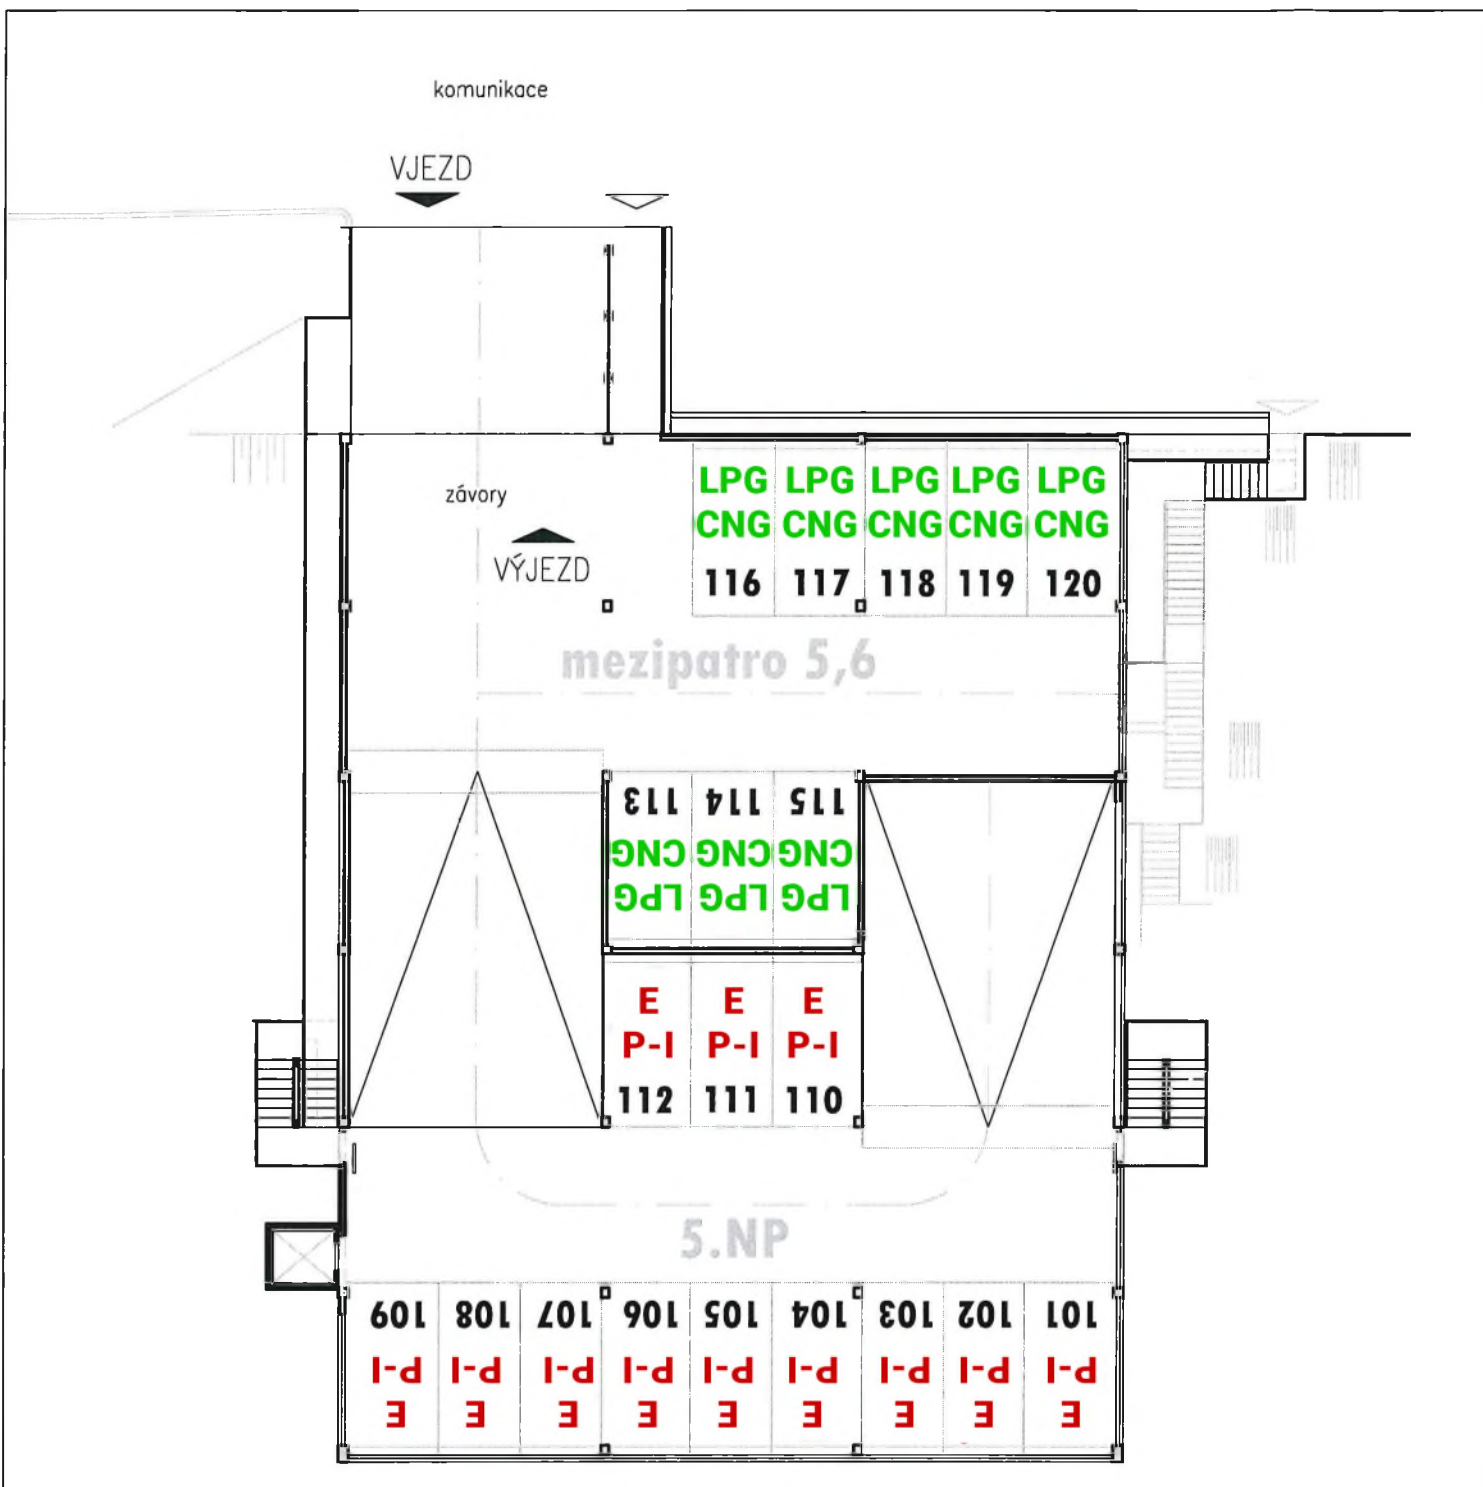 komunikace
VJEZD
závory
VÝJEZD
LPG LPG LPG LPG LPG
CNG CNG CNG CNG CNG
116 117 118 119 120
mezipatro 5,6
113 114 115
CNG CNG CNG
LPG LPG LPG
E E E
P-I P-I P-I
112 111 110
5.NP
109 108 107 106 105 104 103 102 101
P-I P-I P-I P-I P-I P-I P-I P-I P-I
E E E E E E E E E